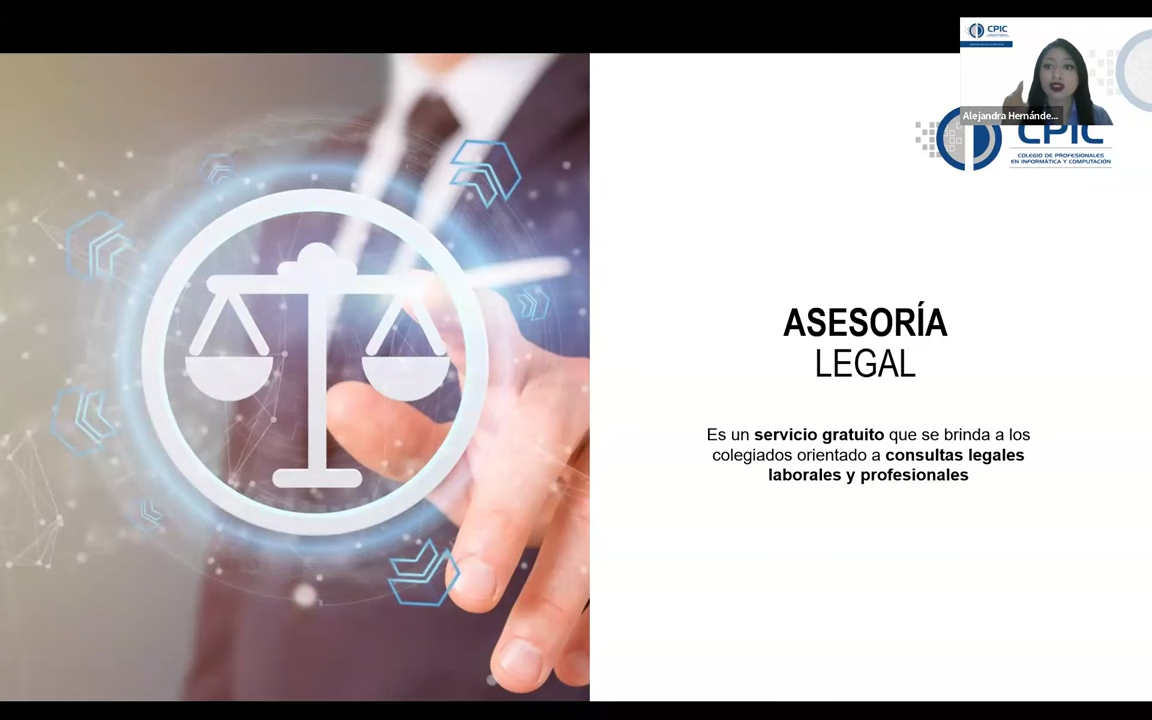 CPIC
Alejandra Hernánde...
CPIC
COLEGIO DE PROFESIONALES
EN INFORMÁTICA Y COMPUTACIÓN
ASESORÍA
LEGAL
Es un servicio gratuito que se brinda a los
colegiados orientado a consultas legales
laborales y profesionales